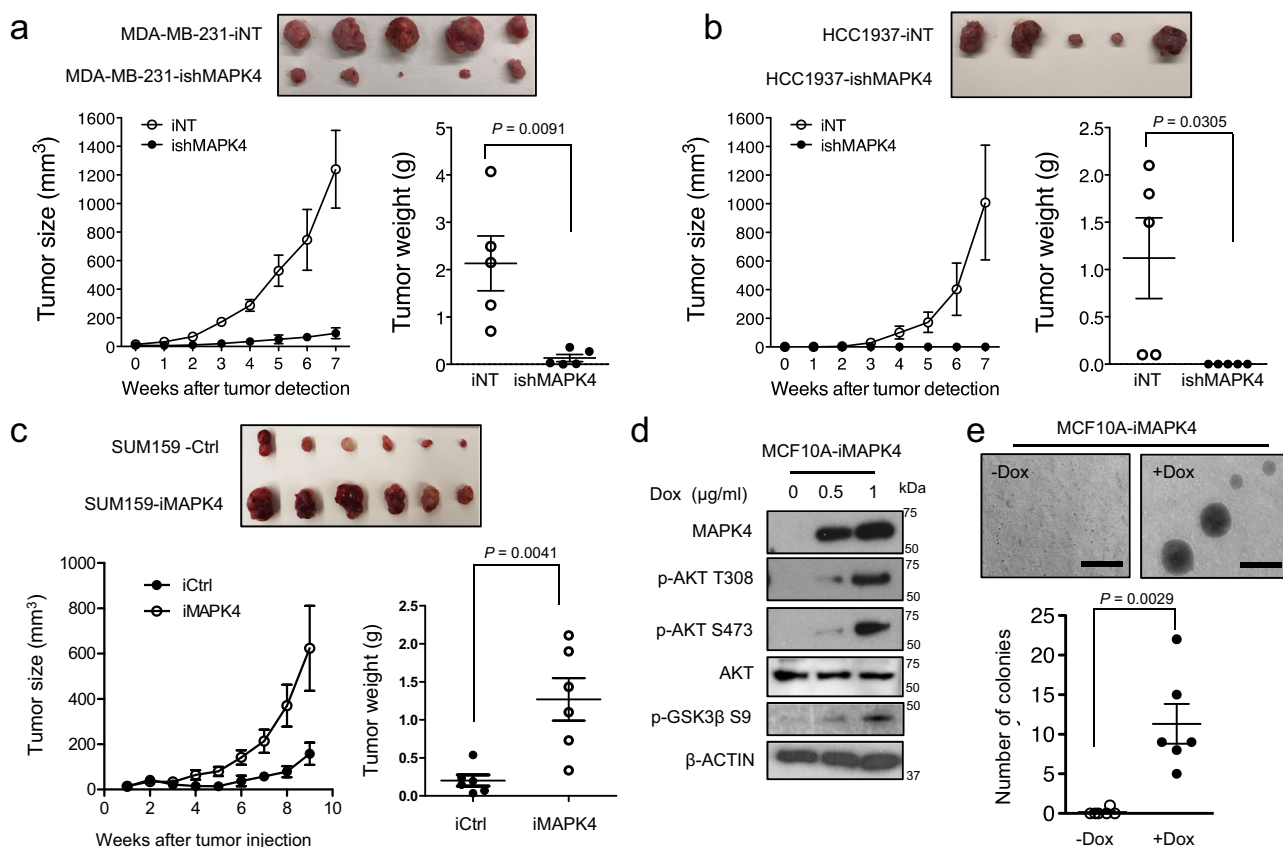 a
MDA-MB-231-iNT
MDA-MB-231-ishMAPK4
iNT
ishMAPK4
Tumor size (mm³)
1600
1400
1200
1000
800
600
400
200
0
0 1 2 3 4 5 6 7
Weeks after tumor detection
P = 0.0091
Tumor weight (g)
5
4
3
2
1
0
iNT ishMAPK4
b
HCC1937-iNT
HCC1937-ishMAPK4
iNT
ishMAPK4
Tumor size (mm³)
1600
1400
1200
1000
800
600
400
200
0
0 1 2 3 4 5 6 7
Weeks after tumor detection
P = 0.0305
Tumor weight (g)
2.5
2.0
1.5
1.0
0.5
0.0
iNT ishMAPK4
c
SUM159 -Ctrl
SUM159-iMAPK4
iCtrl
iMAPK4
Tumor size (mm³)
1000
800
600
400
200
0
0 2 4 6 8 10
Weeks after tumor injection
P = 0.0041
Tumor weight (g)
2.5
2.0
1.5
1.0
0.5
0.0
iCtrl iMAPK4
d
MCF10A-iMAPK4
Dox (µg/ml) 0 0.5 1 kDa
MAPK4 75
50
p-AKT T308 75
50
p-AKT S473 75
50
AKT 75
50
p-GSK3β S9 50
β-ACTIN
37
e
MCF10A-iMAPK4
-Dox +Dox
P = 0.0029
Number of colonies
25
20
15
10
5
0
-Dox +Dox